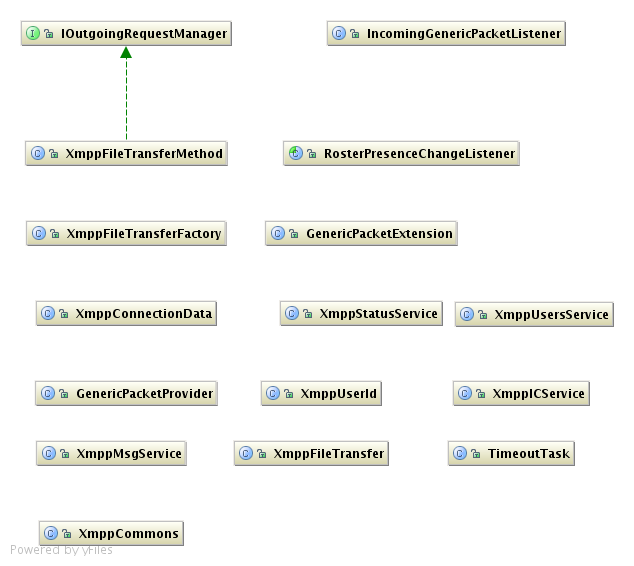 IOutgoingRequestManager
IncomingGenericPacketListener
XmppFileTransferMethod
RosterPresenceChangeListener
XmppFileTransferFactory
GenericPacketExtension
XmppConnectionData
XmppStatusService
XmppUsersService
GenericPacketProvider
XmppUserId
XmppICService
XmppMsgService
XmppFileTransfer
TimeoutTask
XmppCommons
Powered by yFiles